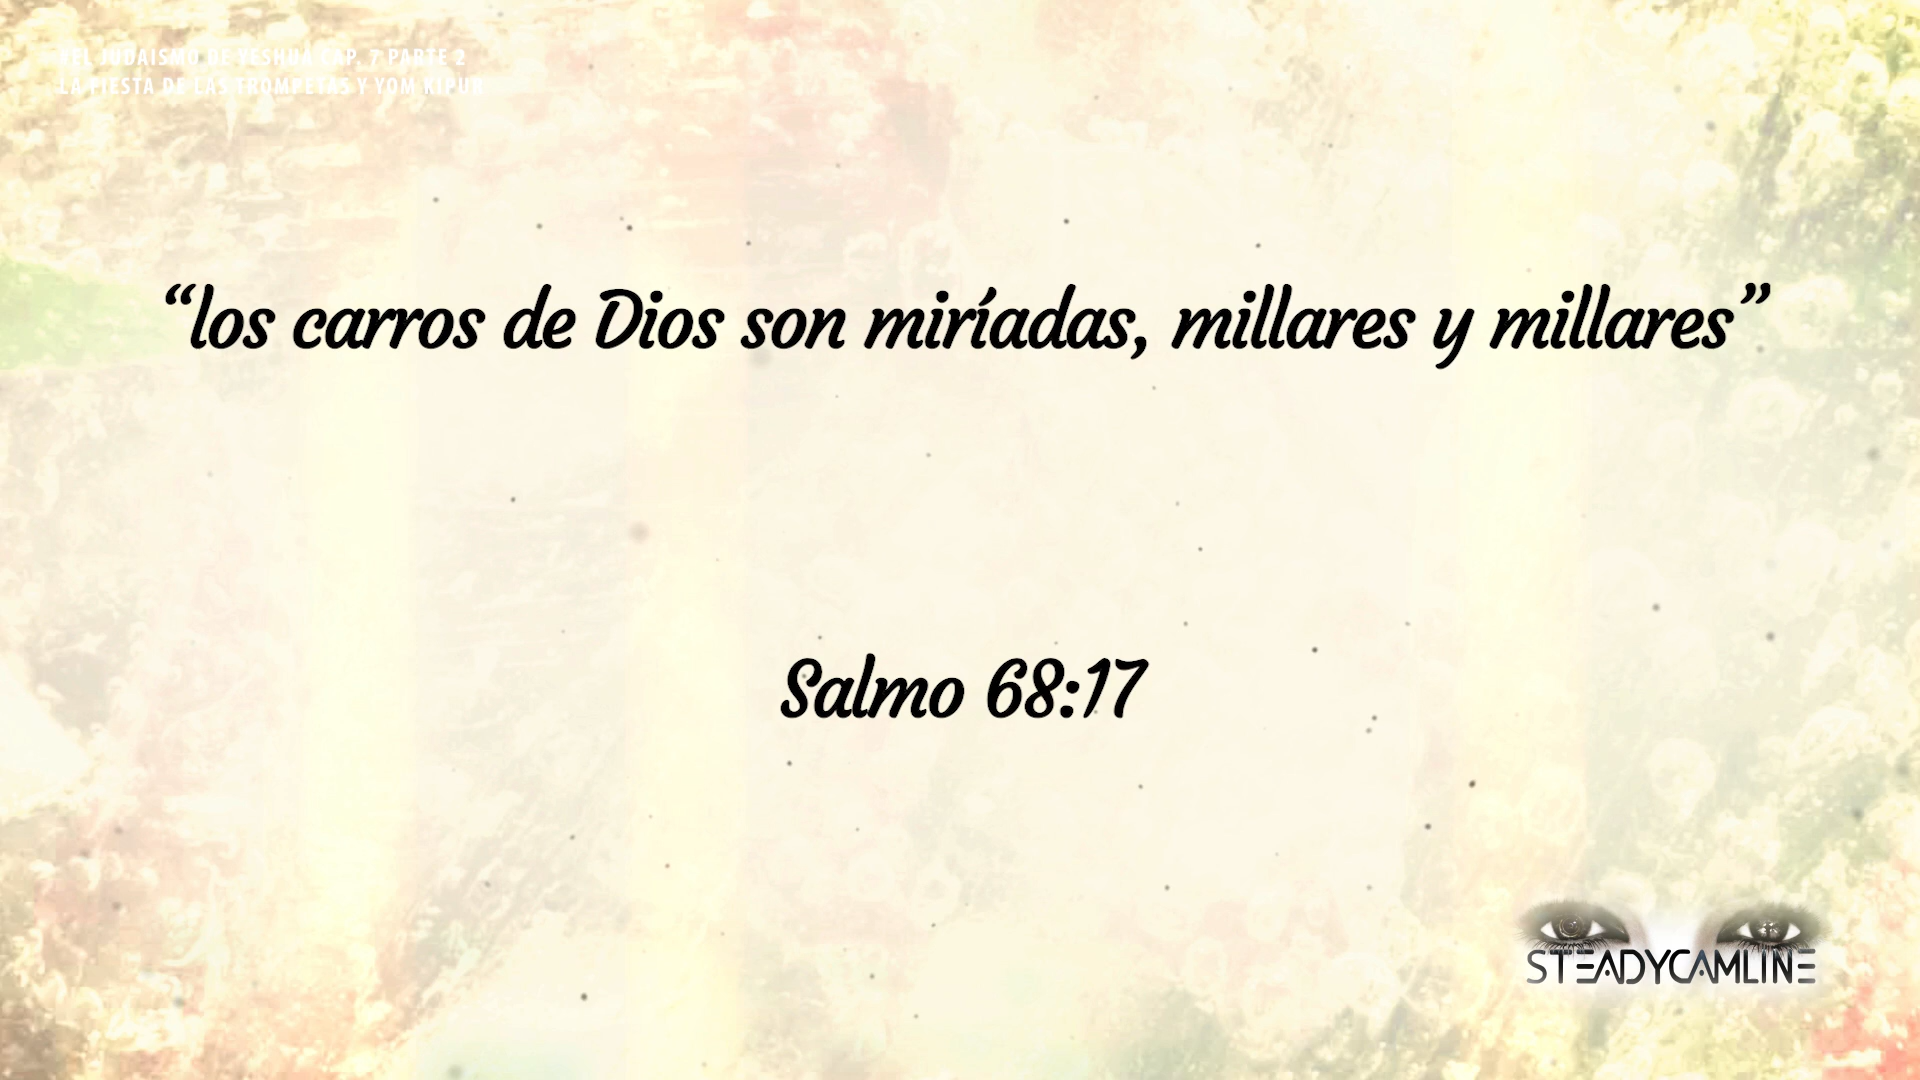 #EL JUDAISMO DE YESHUA CAP. 7 PARTE 2
LA FIESTA DE LAS TROMPETAS Y YOM KIPUR
“los carros de Dios son miríadas, millares y millares”
Salmo 68:17
STEADYCAMLINE